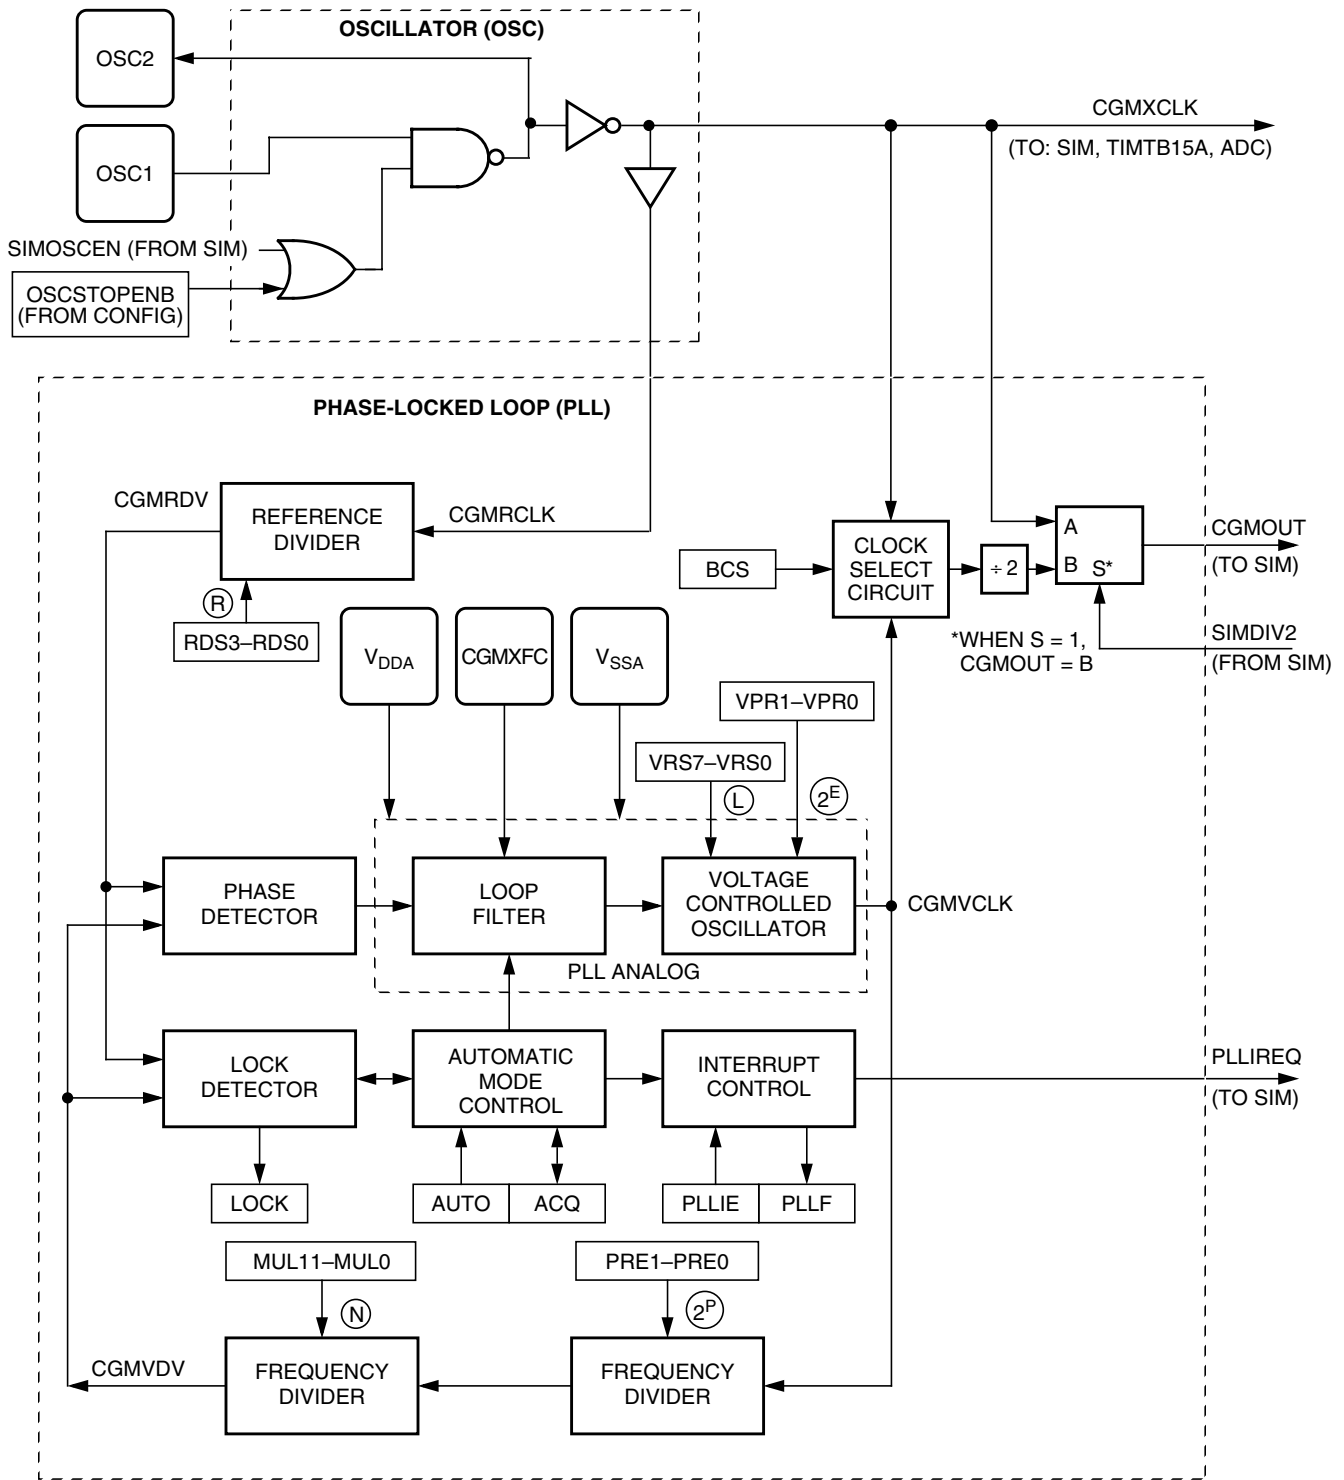 OSCILLATOR (OSC)
OSC2
OSC1
CGMXCLK
(TO: SIM, TIMTB15A, ADC)
SIMOSCEN (FROM SIM)
OSCSTOPENB
(FROM CONFIG)
PHASE-LOCKED LOOP (PLL)
CGMRDV
REFERENCE
DIVIDER
CGMRCLK
R
RDS3–RDS0
BCS
CLOCK
SELECT
CIRCUIT
÷ 2
A
B
S*
CGMOUT
(TO SIM)
*WHEN S = 1,
CGMOUT = B
SIMDIV2
(FROM SIM)
VDDA
CGMXFC
VSSA
VPR1–VPR0
VRS7–VRS0
L
2E
PHASE
DETECTOR
LOOP
FILTER
VOLTAGE
CONTROLLED
OSCILLATOR
CGMVCLK
PLL ANALOG
LOCK
DETECTOR
AUTOMATIC
MODE
CONTROL
INTERRUPT
CONTROL
PLLIREQ
(TO SIM)
LOCK
AUTO
ACQ
PLLIE
PLLF
MUL11–MUL0
PRE1–PRE0
N
2P
CGMVDV
FREQUENCY
DIVIDER
FREQUENCY
DIVIDER